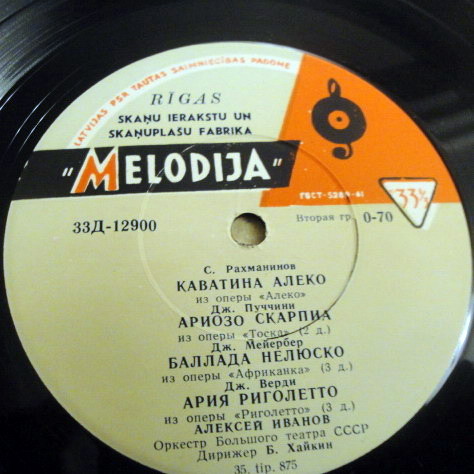 LATVIJAS PSR TAUTAS SAIMNIECĪBAS PADOME
RĪGAS
SKAŅU IERAKSTU UN
SKAŅUPLAŠU FABRIKA
"MELODIJA"
ГОСТ-5289-61
33⅓
33Д-12900
Вторая гр. 0-70
С. Рахманинов
КАВАТИНА АЛЕКО
из оперы «Алеко»
Дж. Пуччини
АРИОЗО СКАРПИА
из оперы «Тоска» (2 д.)
Дж. Мейербер
БАЛЛАДА НЕЛЮСКО
из оперы «Африканка» (3 д.)
Дж. Верди
АРИЯ РИГОЛЕТТО
из оперы «Риголетто» (3 д.)
АЛЕКСЕЙ ИВАНОВ
Оркестр Большого театра СССР
Дирижер Б. Хайкин
35. tip. 875